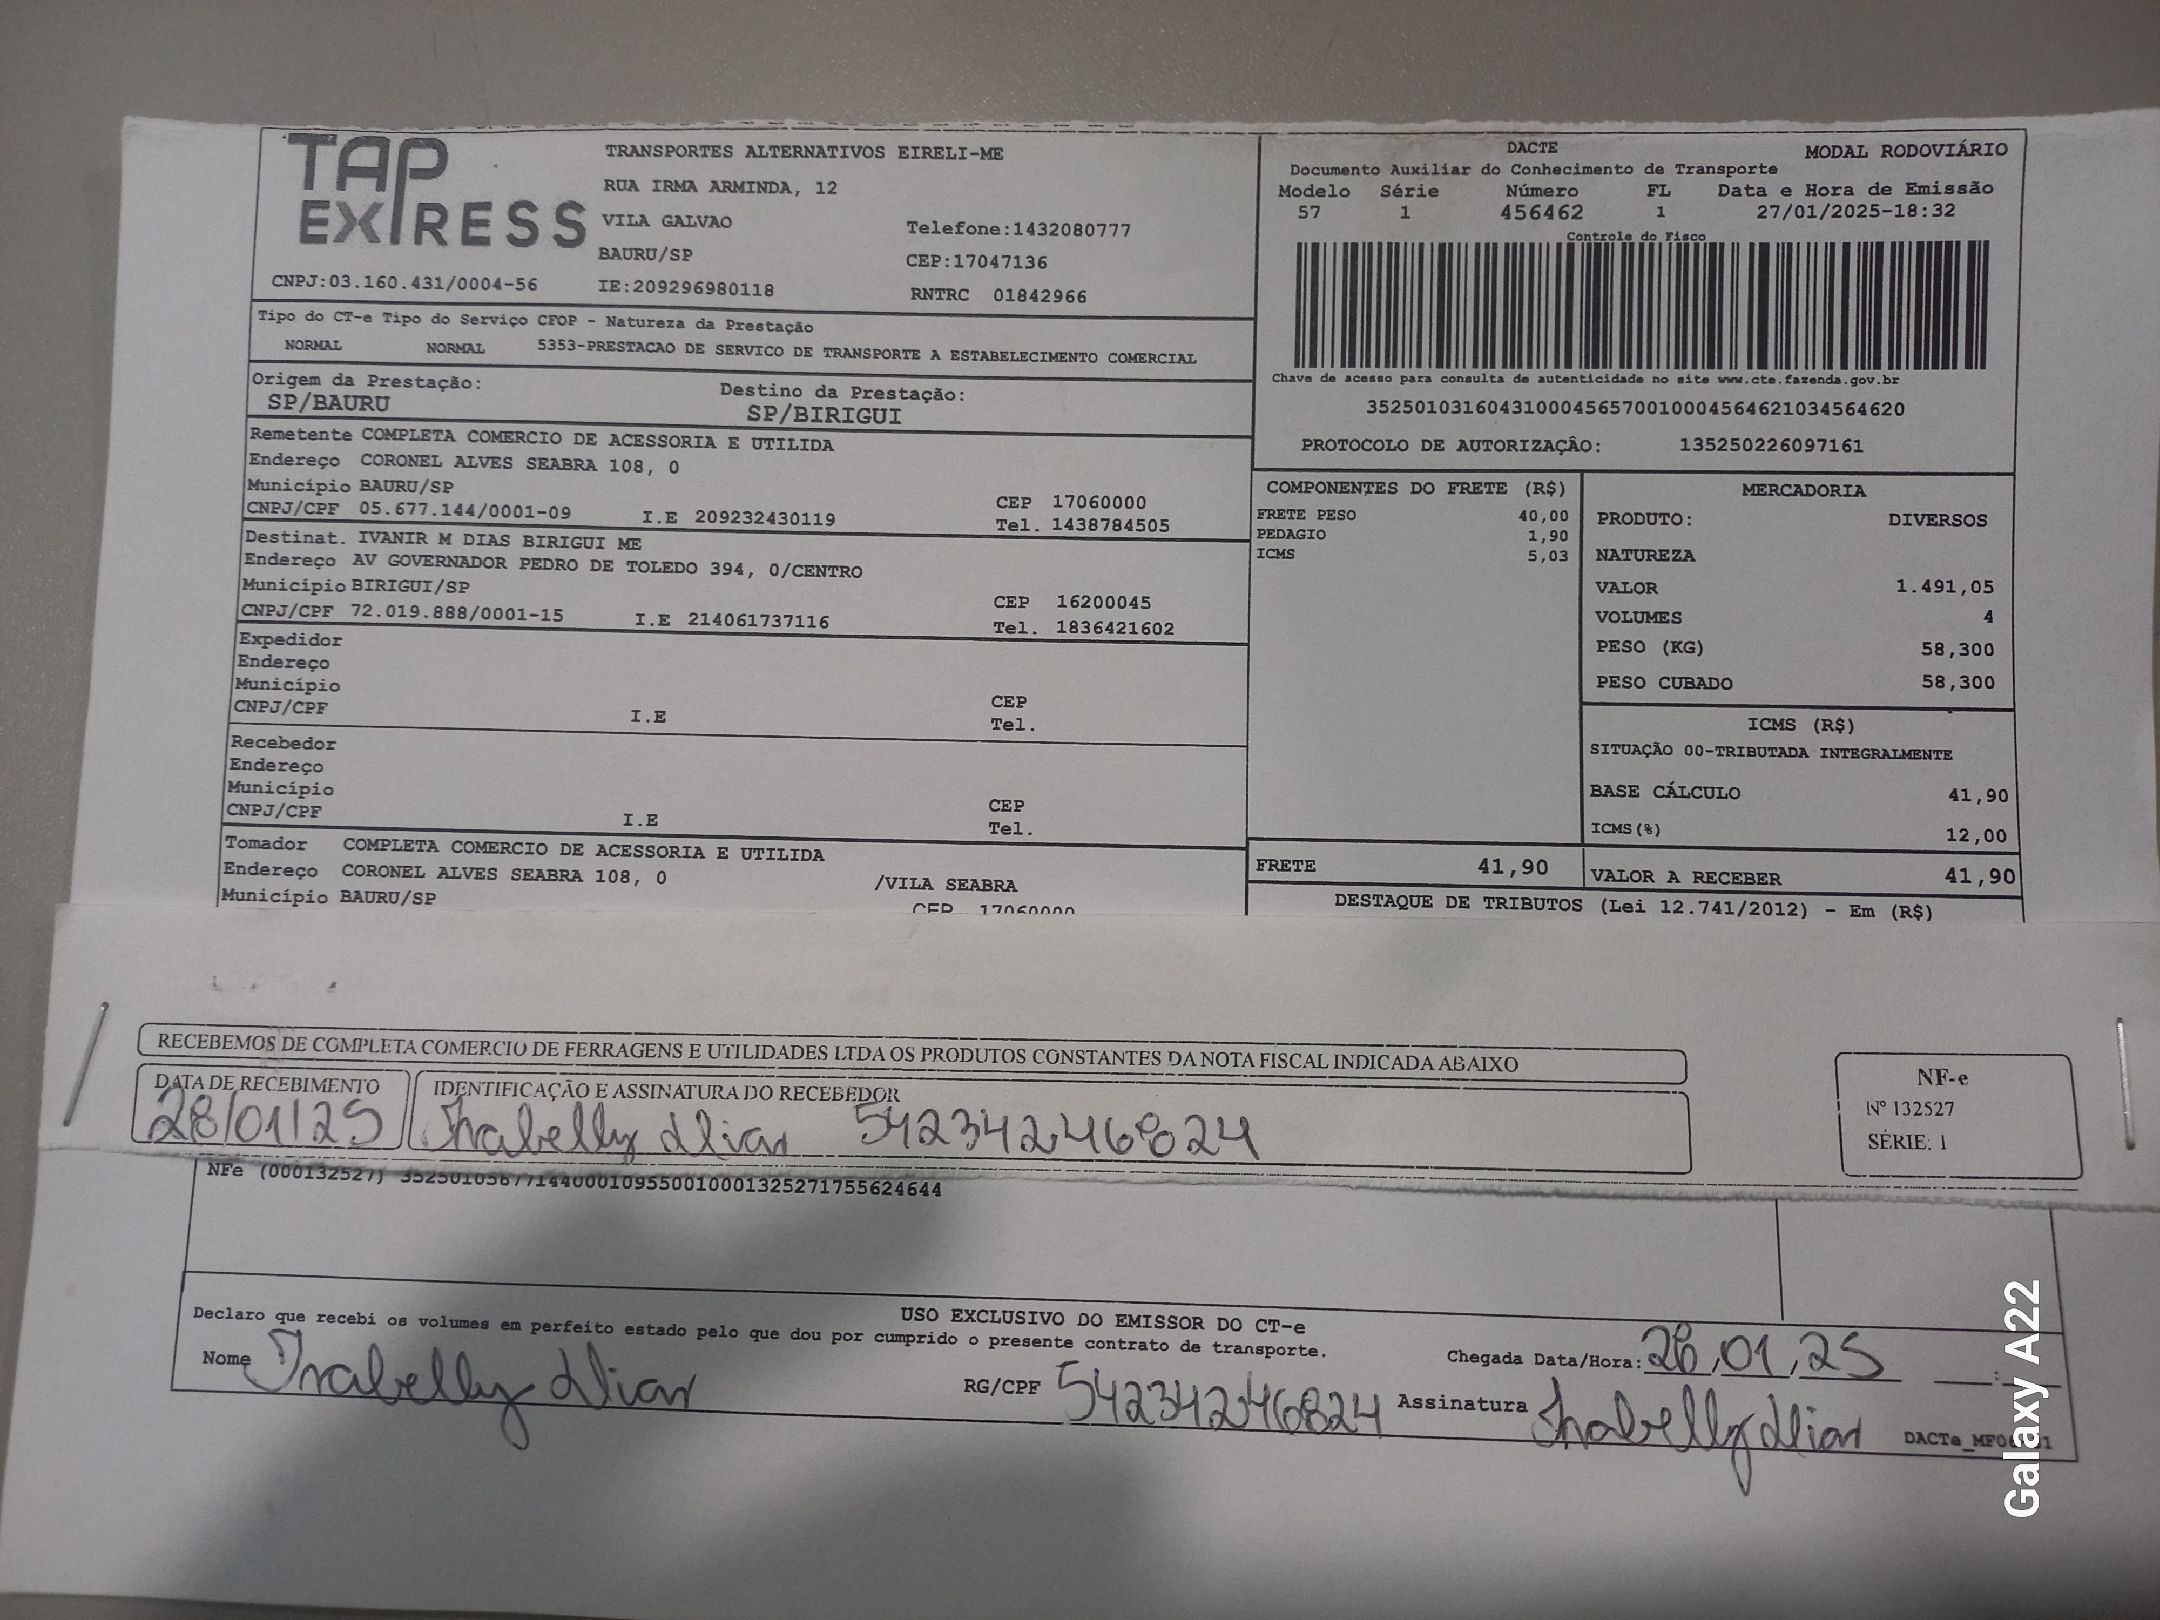 TAP EXPRESS
TRANSPORTES ALTERNATIVOS EIRELI-ME
RUA IRMA ARMINDA, 12
VILA GALVAO
Telefone:1432080777
BAURU/SP
CEP:17047136
CNPJ:03.160.431/0004-56 IE:209296980118 RNTRC 01842966
DACTE MODAL RODOVIÁRIO
Documento Auxiliar do Conhecimento de Transporte
Modelo Série Número FL Data e Hora de Emissão
57 1 456462 1 27/01/2025-18:32
Controle do Fisco
Chave de acesso para consulta de autenticidade no site www.cte.fazenda.gov.br
35250103160431000456570010004564621034564620
PROTOCOLO DE AUTORIZAÇÃO: 135250226097161
Tipo do CT-e Tipo do Serviço CFOP - Natureza da Prestação
NORMAL NORMAL 5353-PRESTACAO DE SERVICO DE TRANSPORTE A ESTABELECIMENTO COMERCIAL
Origem da Prestação: Destino da Prestação:
SP/BAURU SP/BIRIGUI
Remetente COMPLETA COMERCIO DE ACESSORIA E UTILIDA
Endereço CORONEL ALVES SEABRA 108, 0
Município BAURU/SP CEP 17060000
CNPJ/CPF 05.677.144/0001-09 I.E 209232430119 Tel. 1438784505
Destinat. IVANIR M DIAS BIRIGUI ME
Endereço AV GOVERNADOR PEDRO DE TOLEDO 394, 0/CENTRO
Município BIRIGUI/SP CEP 16200045
CNPJ/CPF 72.019.888/0001-15 I.E 214061737116 Tel. 1836421602
Expedidor
Endereço
Município CEP
CNPJ/CPF I.E Tel.
Recebedor
Endereço
Município CEP
CNPJ/CPF I.E Tel.
Tomador COMPLETA COMERCIO DE ACESSORIA E UTILIDA
Endereço CORONEL ALVES SEABRA 108, 0 /VILA SEABRA
Município BAURU/SP CEP 17060000
COMPONENTES DO FRETE (R$)
FRETE PESO 40,00
PEDAGIO 1,90
ICMS 5,03
MERCADORIA
PRODUTO: DIVERSOS
NATUREZA
VALOR 1.491,05
VOLUMES 4
PESO (KG) 58,300
PESO CUBADO 58,300
ICMS (R$)
SITUAÇÃO 00-TRIBUTADA INTEGRALMENTE
BASE CÁLCULO 41,90
ICMS(%) 12,00
FRETE 41,90 VALOR A RECEBER 41,90
DESTAQUE DE TRIBUTOS (Lei 12.741/2012) - Em (R$)
RECEBEMOS DE COMPLETA COMERCIO DE FERRAGENS E UTILIDADES LTDA OS PRODUTOS CONSTANTES DA NOTA FISCAL INDICADA ABAIXO
DATA DE RECEBIMENTO IDENTIFICAÇÃO E ASSINATURA DO RECEBEDOR
28/01/25 Isabelly Dias 54234246824
NF-e
Nº 132527
SÉRIE: 1
NFe (000132527) 35250105677144000109550010001325271755624644
USO EXCLUSIVO DO EMISSOR DO CT-e
Declaro que recebi os volumes em perfeito estado pelo que dou por cumprido o presente contrato de transporte.
Nome Isabelly Dias RG/CPF 54234246824 Assinatura Isabelly Dias
Chegada Data/Hora: 28,01,25
Galaxy A22